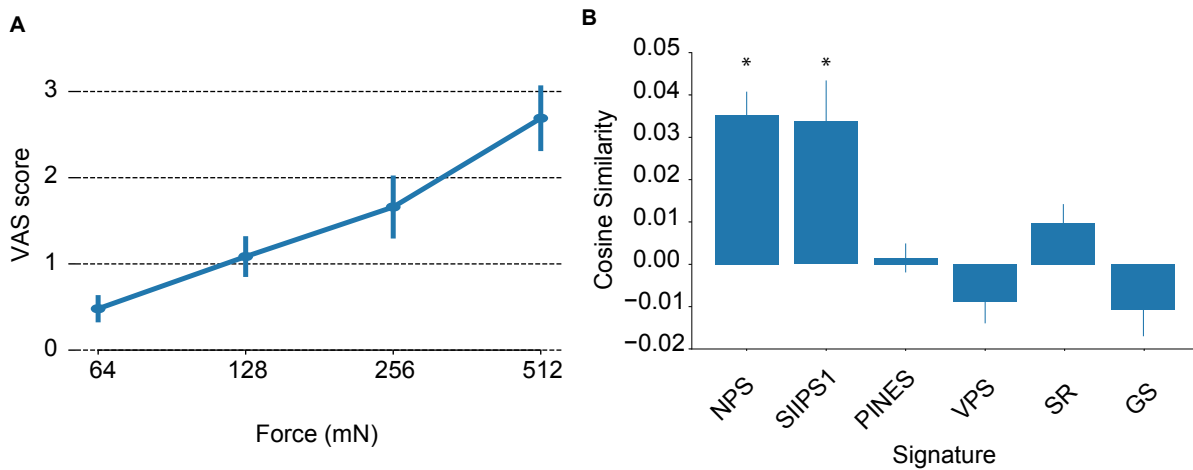 A
VAS score
3
2
1
0
64 128 256 512
Force (mN)
B
Cosine Similarity
0.05
0.04
0.03
0.02
0.01
0.00
−0.01
−0.02
* *
NPS SIIPS1 PINES VPS SR GS
Signature